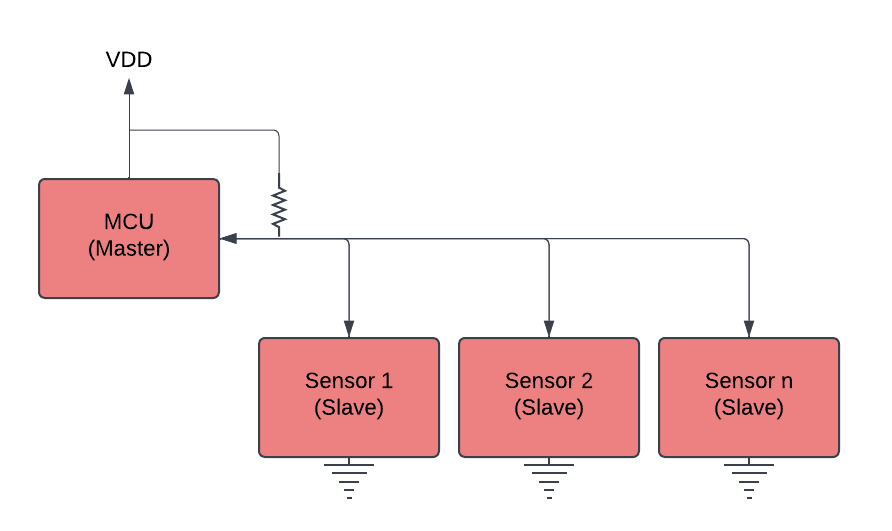 VDD
MCU
(Master)
Sensor 1
(Slave)
Sensor 2
(Slave)
Sensor n
(Slave)